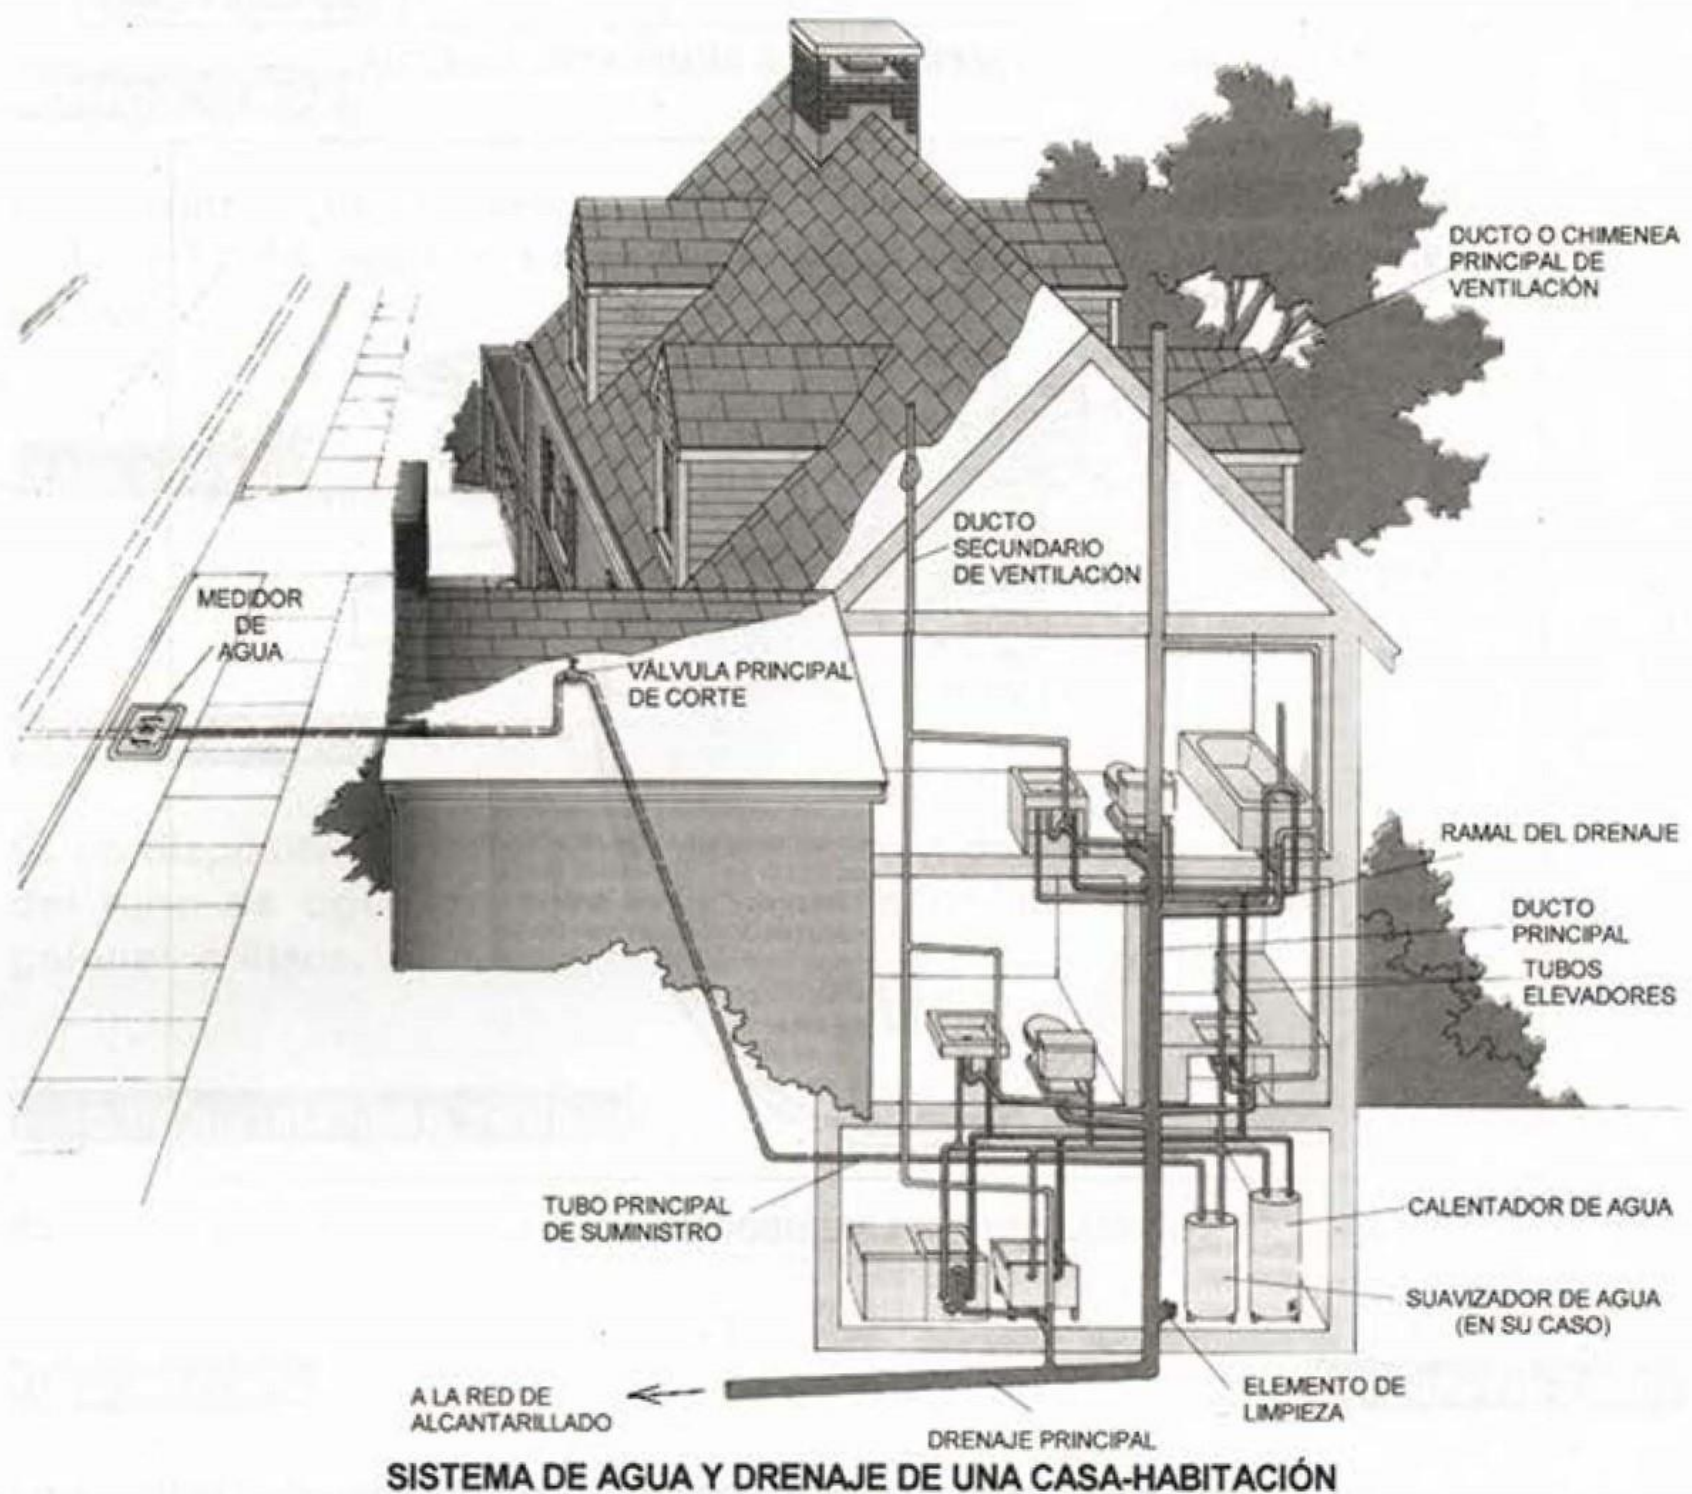 DUCTO O CHIMENEA
PRINCIPAL DE
VENTILACIÓN
DUCTO
SECUNDARIO
DE VENTILACIÓN
MEDIDOR
DE
AGUA
VÁLVULA PRINCIPAL
DE CORTE
RAMAL DEL DRENAJE
DUCTO
PRINCIPAL
TUBOS
ELEVADORES
TUBO PRINCIPAL
DE SUMINISTRO
CALENTADOR DE AGUA
SUAVIZADOR DE AGUA
(EN SU CASO)
A LA RED DE
ALCANTARILLADO
ELEMENTO DE
LIMPIEZA
DRENAJE PRINCIPAL
SISTEMA DE AGUA Y DRENAJE DE UNA CASA-HABITACIÓN